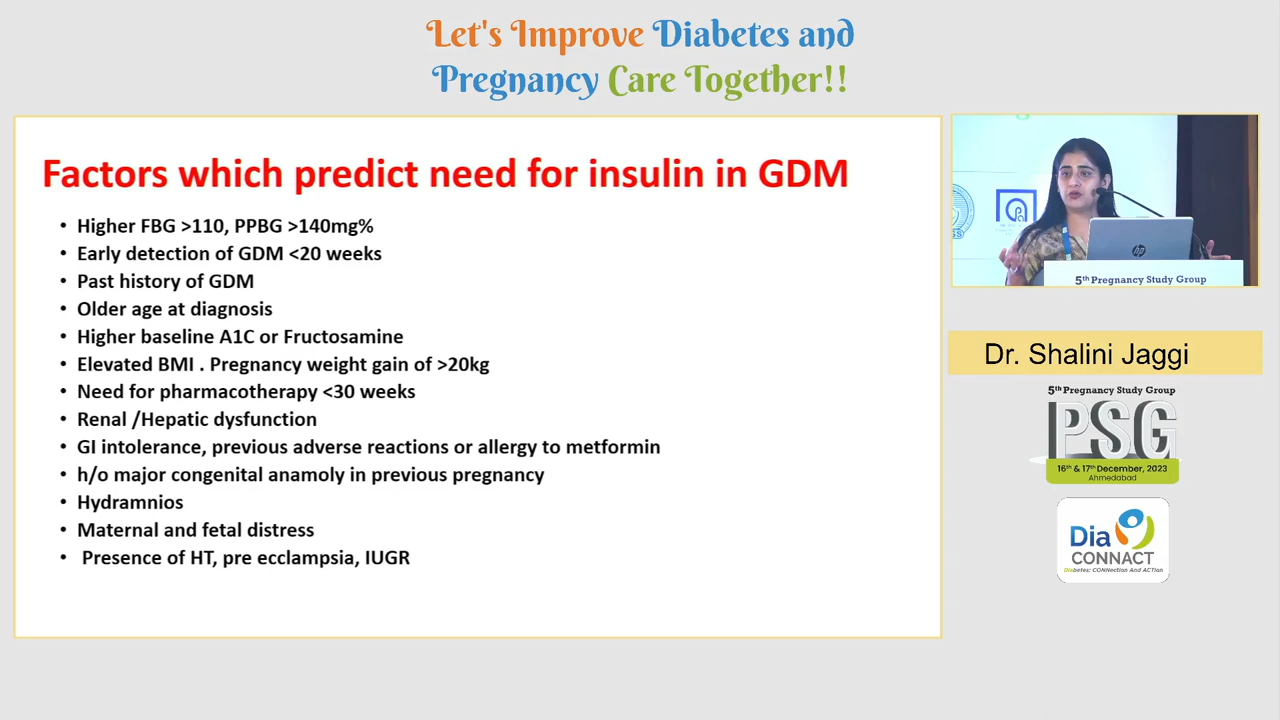 Let's Improve Diabetes and
Pregnancy Care Together!!
Factors which predict need for insulin in GDM
• Higher FBG >110, PPBG >140mg%
• Early detection of GDM <20 weeks
• Past history of GDM
• Older age at diagnosis
• Higher baseline A1C or Fructosamine
• Elevated BMI . Pregnancy weight gain of >20kg
• Need for pharmacotherapy <30 weeks
• Renal /Hepatic dysfunction
• GI intolerance, previous adverse reactions or allergy to metformin
• h/o major congenital anamoly in previous pregnancy
• Hydramnios
• Maternal and fetal distress
• Presence of HT, pre ecclampsia, IUGR
hp
5th Pregnancy Study Group
Dr. Shalini Jaggi
5th Pregnancy Study Group
PSG
16th & 17th December, 2023
Ahmedabad
Dia
CONNACT
Diabetes: CONNection And ACTion